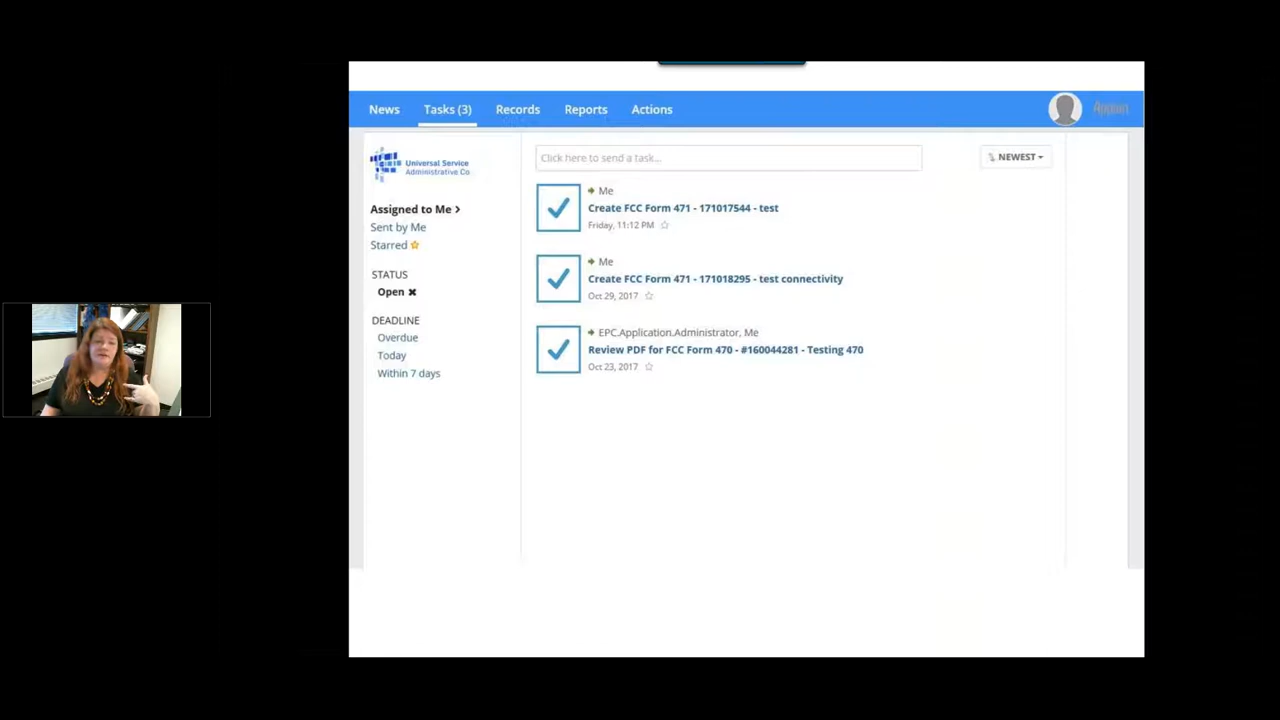 News Tasks (3) Records Reports Actions Appian
Universal Service
Administrative Co
Assigned to Me >
Sent by Me
Starred
STATUS
Open ✖
DEADLINE
Overdue
Today
Within 7 days
Click here to send a task...
NEWEST
Me
Create FCC Form 471 - 171017544 - test
Friday, 11:12 PM
Me
Create FCC Form 471 - 171018295 - test connectivity
Oct 29, 2017
EPC.Application.Administrator, Me
Review PDF for FCC Form 470 - #160044281 - Testing 470
Oct 23, 2017